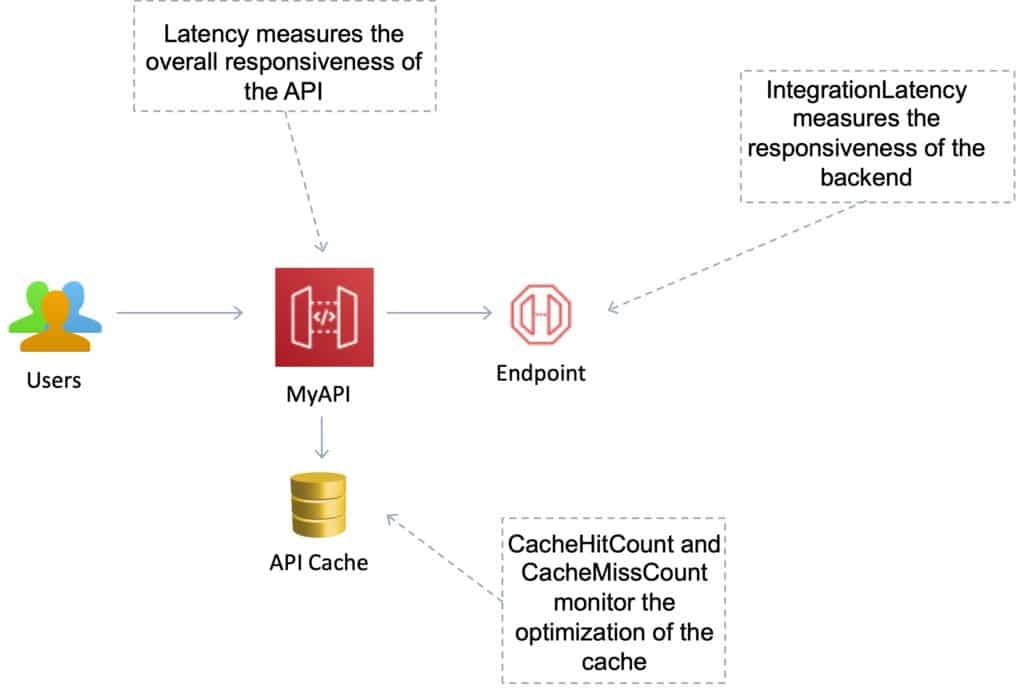 Latency measures the
overall responsiveness of
the API
IntegrationLatency
measures the
responsiveness of the
backend
Users
MyAPI
</>
Endpoint
API Cache
CacheHitCount and
CacheMissCount
monitor the
optimization of the
cache